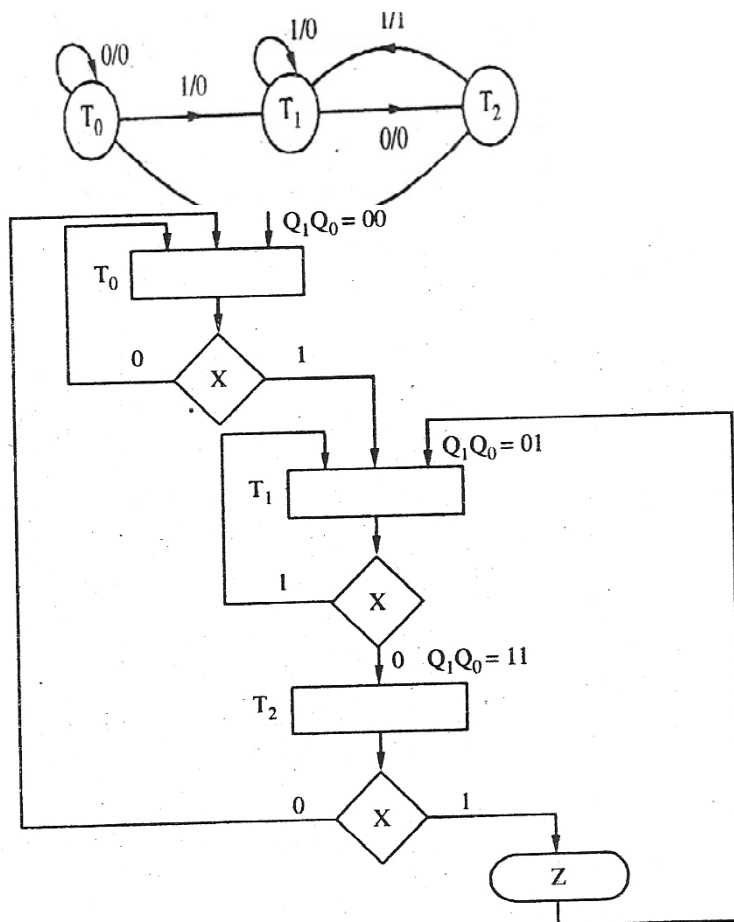 0/0
1/0
1/0
1/1
T₀
T₁
T₂
0/0
Q₁Q₀ = 00
T₀
0
X
1
Q₁Q₀ = 01
T₁
1
X
0
Q₁Q₀ = 11
T₂
0
X
1
Z